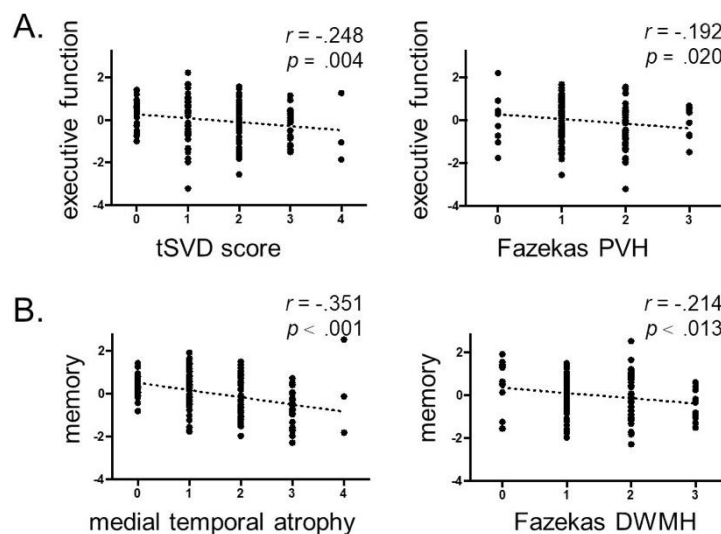 A.
r = -.248
p = .004
executive function
2
0
-2
-4
0 1 2 3 4
tSVD score
r = -.192
p = .020
executive function
2
0
-2
-4
0 1 2 3
Fazekas PVH
B.
r = -.351
p < .001
memory
2
0
-2
-4
0 1 2 3 4
medial temporal atrophy
r = -.214
p < .013
memory
2
0
-2
-4
0 1 2 3
Fazekas DWMH